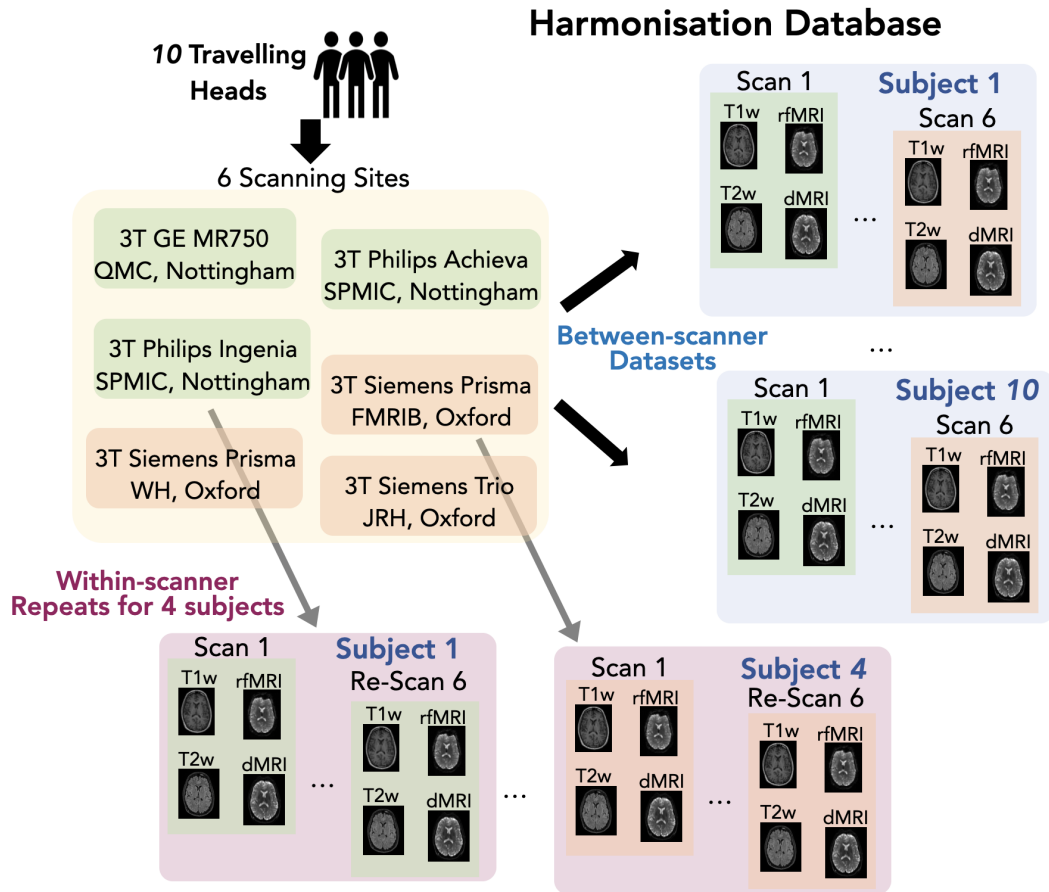 Harmonisation Database
10 Travelling
Heads
6 Scanning Sites
3T GE MR750
QMC, Nottingham
3T Philips Achieva
SPMIC, Nottingham
3T Philips Ingenia
SPMIC, Nottingham
3T Siemens Prisma
FMRIB, Oxford
3T Siemens Prisma
WH, Oxford
3T Siemens Trio
JRH, Oxford
Between-scanner
Datasets
Scan 1
Subject 1
T1w rfMRI
T2w dMRI
...
Scan 6
T1w rfMRI
T2w dMRI
...
Scan 1
Subject 10
T1w rfMRI
T2w dMRI
...
Scan 6
T1w rfMRI
T2w dMRI
Within-scanner
Repeats for 4 subjects
Scan 1
Subject 1
T1w rfMRI
T2w dMRI
...
Re-Scan 6
T1w rfMRI
T2w dMRI
...
Scan 1
Subject 4
T1w rfMRI
T2w dMRI
...
Re-Scan 6
T1w rfMRI
T2w dMRI